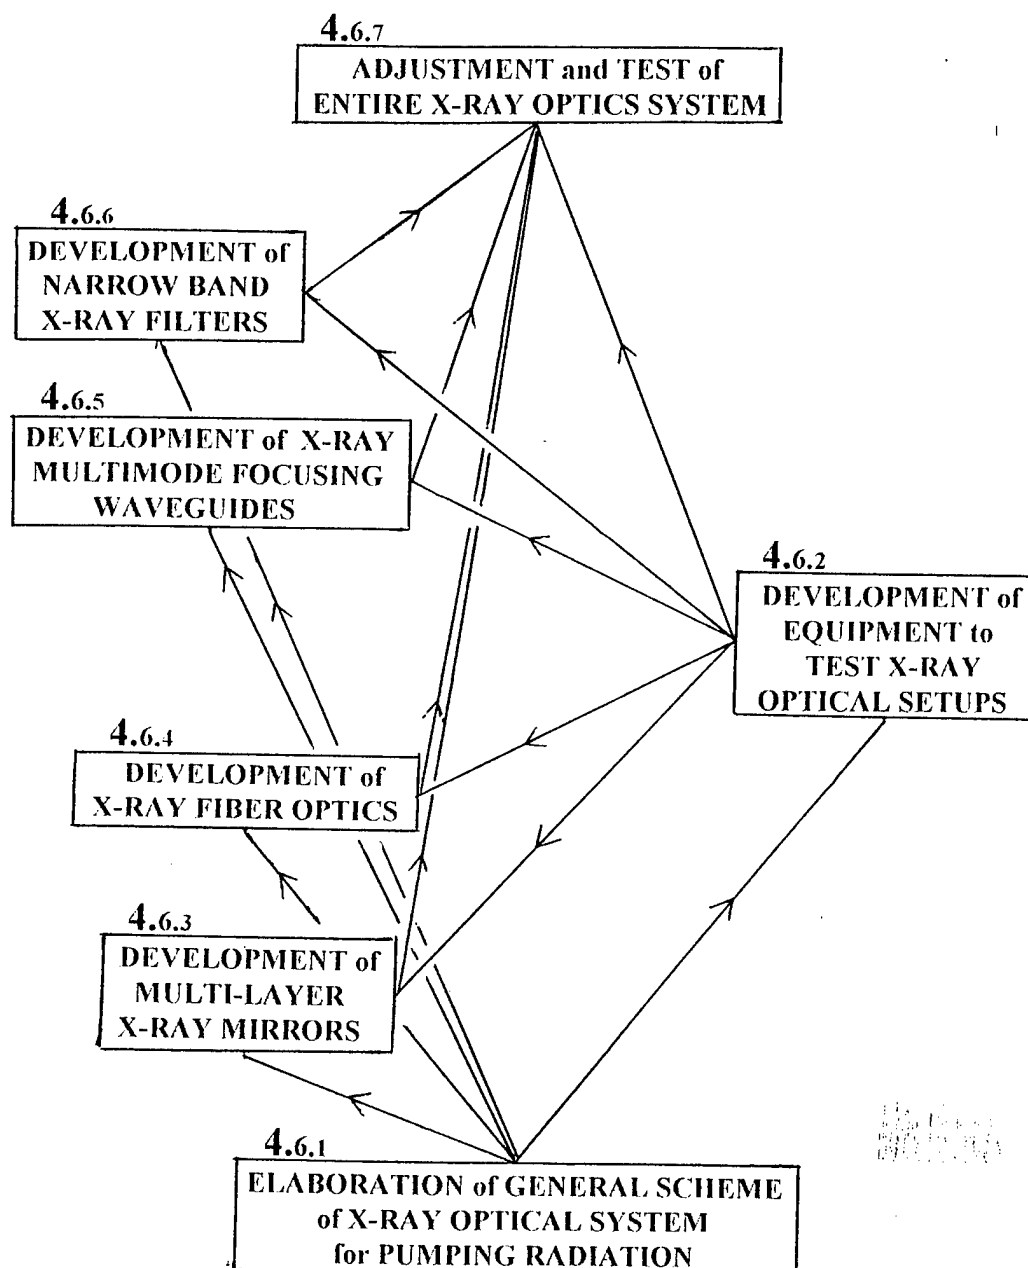 4.6.7
ADJUSTMENT and TEST of
ENTIRE X-RAY OPTICS SYSTEM
4.6.6
DEVELOPMENT of
NARROW BAND
X-RAY FILTERS
4.6.5
DEVELOPMENT of X-RAY
MULTIMODE FOCUSING
WAVEGUIDES
4.6.2
DEVELOPMENT of
EQUIPMENT to
TEST X-RAY
OPTICAL SETUPS
4.6.4
DEVELOPMENT of
X-RAY FIBER OPTICS
4.6.3
DEVELOPMENT of
MULTI-LAYER
X-RAY MIRRORS
4.6.1
ELABORATION of GENERAL SCHEME
of X-RAY OPTICAL SYSTEM
for PUMPING RADIATION